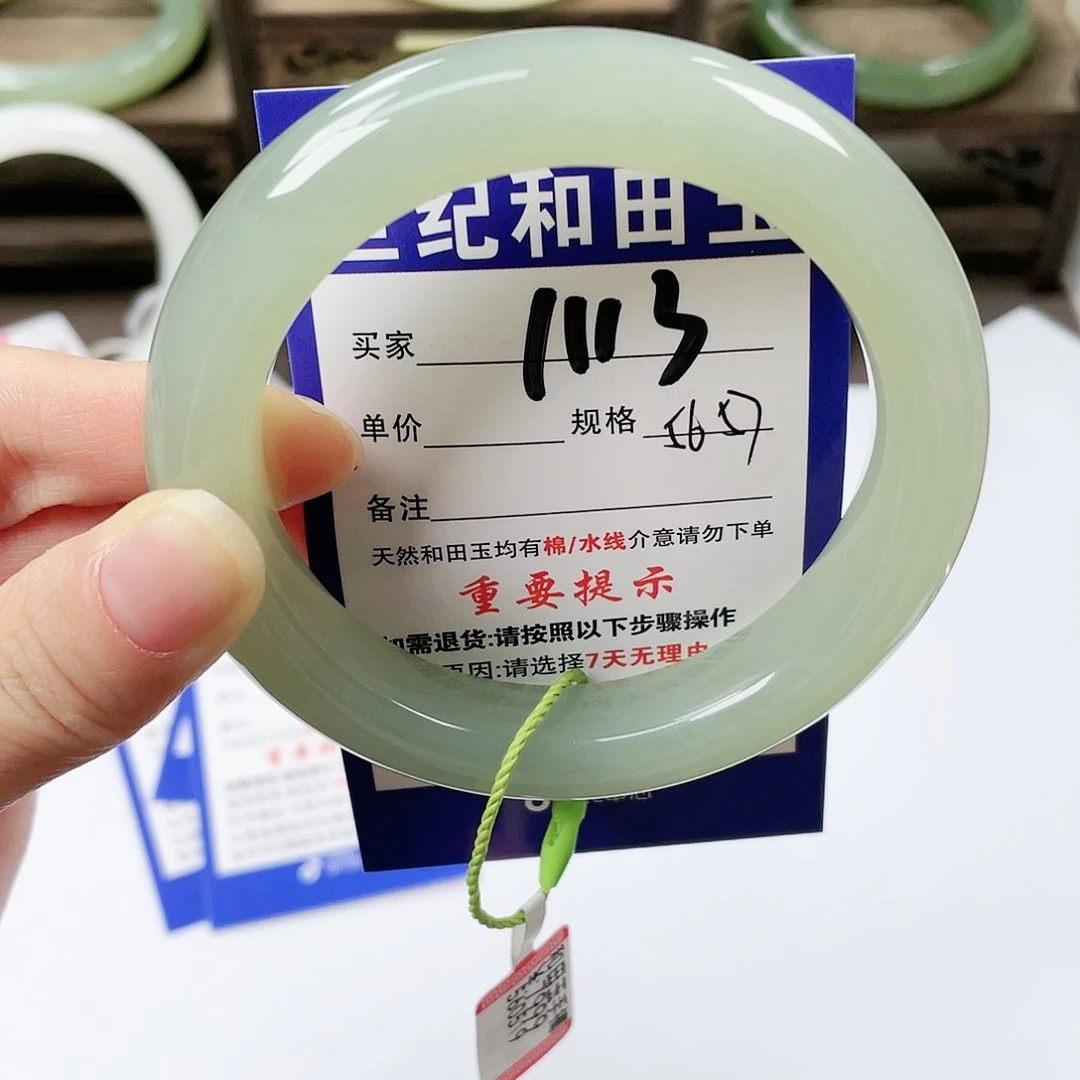 世纪和田玉
买家 1113
单价 规格 5657
备注
天然和田玉均有棉/水线介意请勿下单
重要提示
如需退货:请按照以下步骤操作
原因:请选择7天无理由